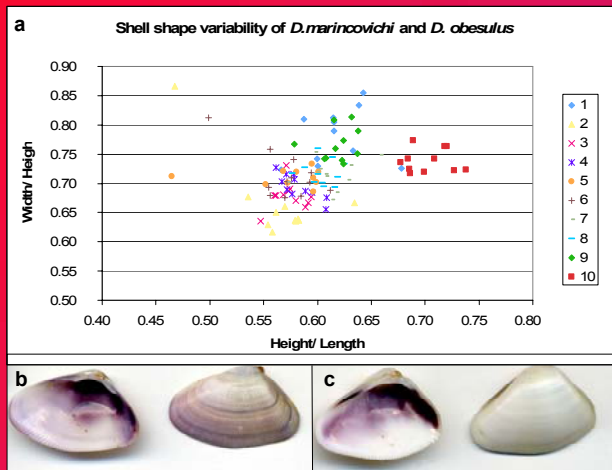 a
Shell shape variability of D.marincovichi and D. obesulus
0.90
0.85
0.80
0.75
0.70
0.65
0.60
0.55
0.50
Width/ Heigh
0.40 0.45 0.50 0.55 0.60 0.65 0.70 0.75 0.80
Height/ Length
1
2
3
4
5
6
7
8
9
10
b
c